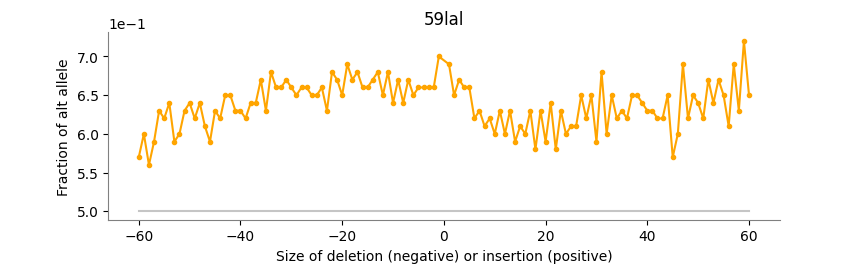 59lal
1e−1
7.0
6.5
6.0
5.5
5.0
Fraction of alt allele
−60 −40 −20 0 20 40 60
Size of deletion (negative) or insertion (positive)